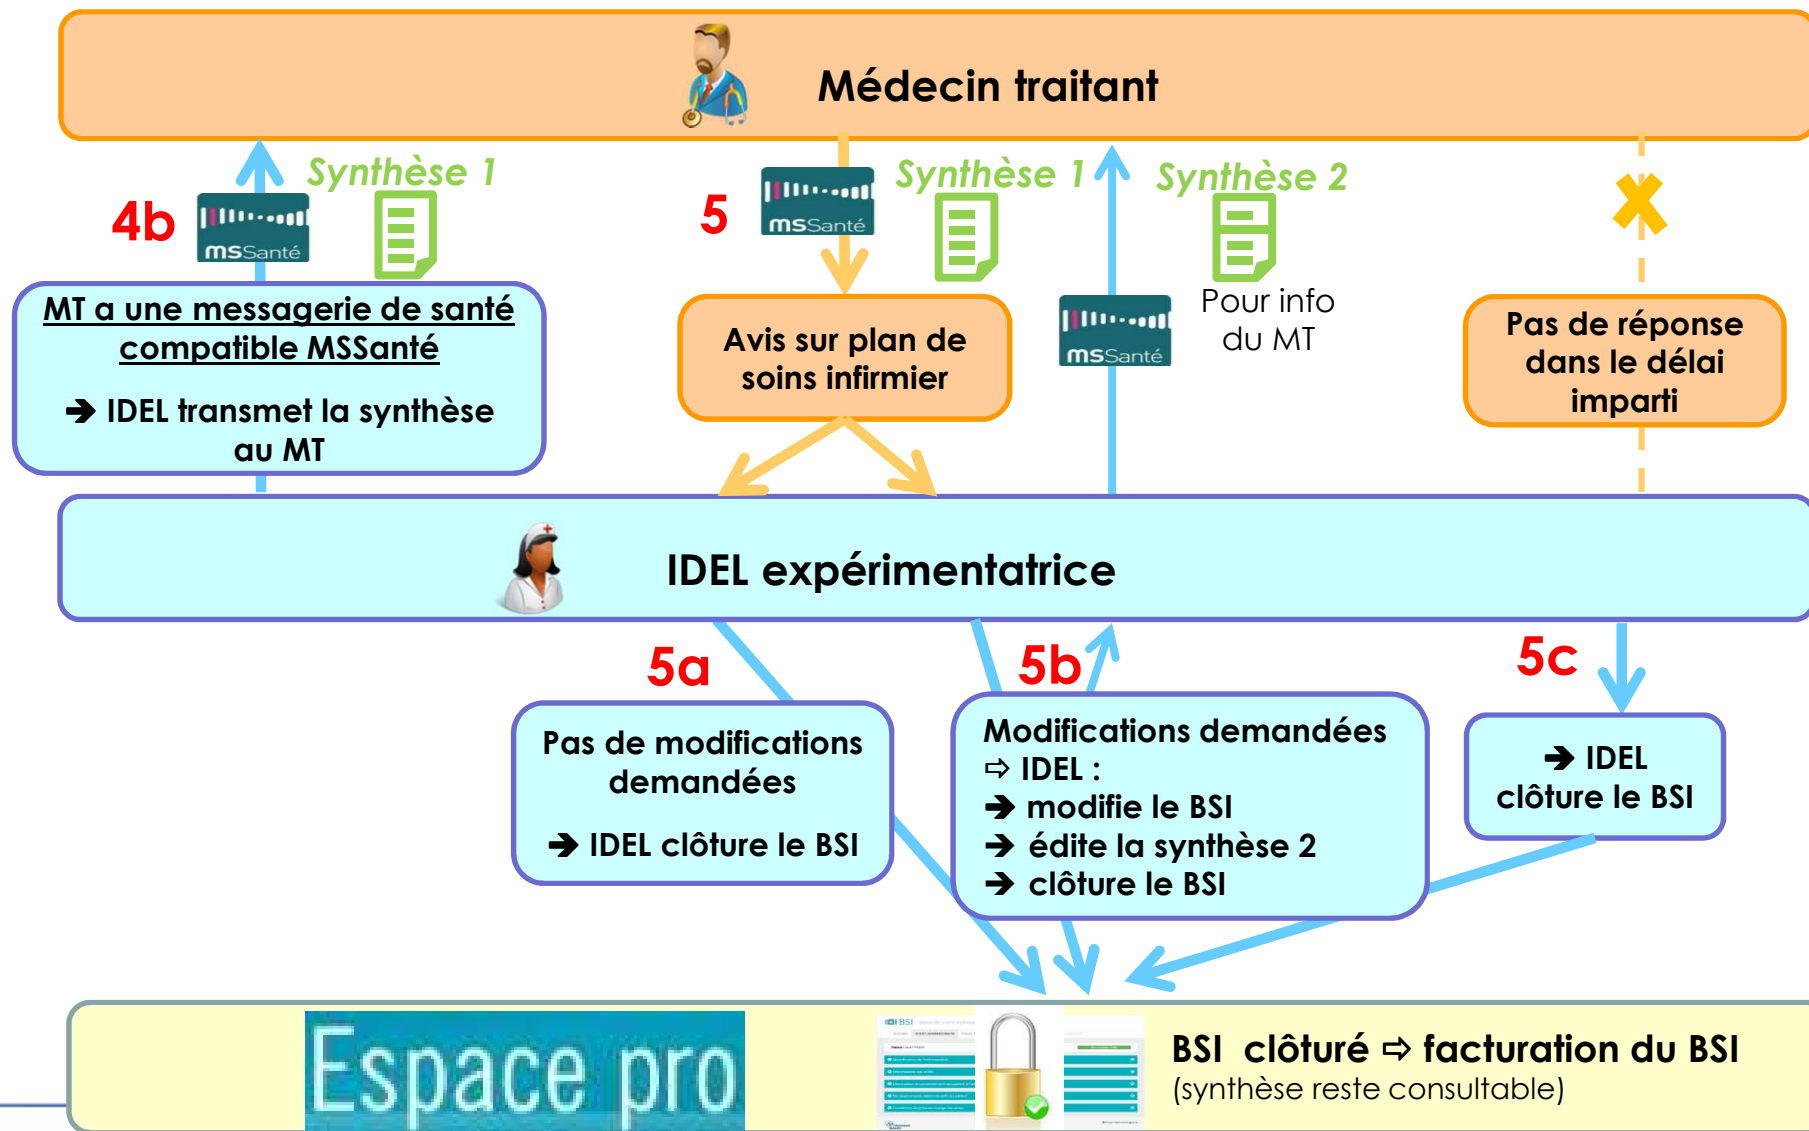 Médecin traitant
4b
msSanté
Synthèse 1
5
msSanté
Synthèse 1
Synthèse 2
MT a une messagerie de santé
compatible MSSanté
➔ IDEL transmet la synthèse
au MT
Avis sur plan de
soins infirmier
msSanté
Pour info
du MT
Pas de réponse
dans le délai
imparti
IDEL expérimentatrice
5a
5b
5c
Pas de modifications
demandées
➔ IDEL clôture le BSI
Modifications demandées
⇨ IDEL :
➔ modifie le BSI
➔ édite la synthèse 2
➔ clôture le BSI
➔ IDEL
clôture le BSI
Espace pro
BSI
BSI clôturé ⇨ facturation du BSI
(synthèse reste consultable)